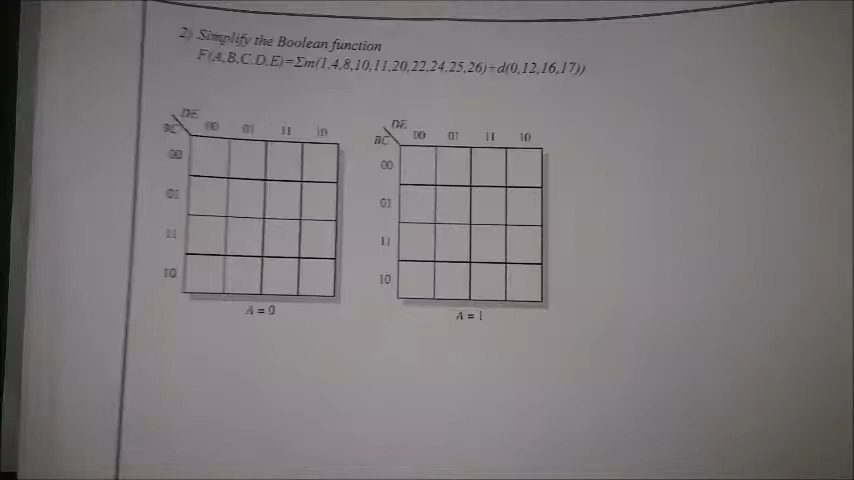 2) Simplify the Boolean function
F(A,B,C,D,E)=Σm(1,4,8,10,11,20,22,24,25,26)+d(0,12,16,17))
DE DE
BC 00 01 11 10 BC 00 01 11 10
00 00
01 01
11 11
10 10
A = 0 A = 1